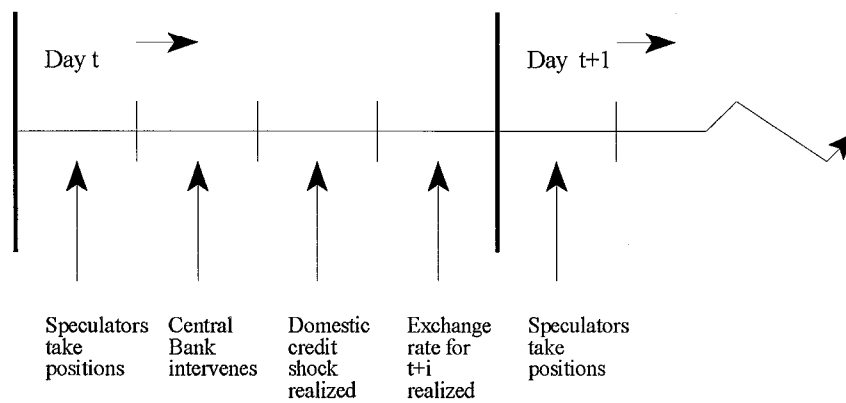 Day t
Day t+1
Speculators
take
positions
Central
Bank
intervenes
Domestic
credit
shock
realized
Exchange
rate for
t+i
realized
Speculators
take
positions